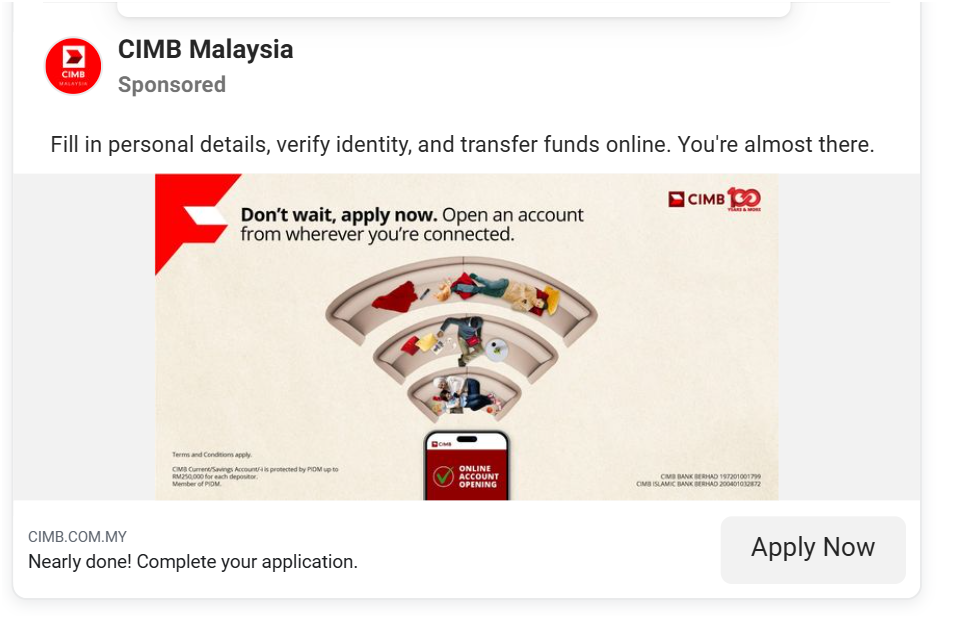 CIMB
MALAYSIA
CIMB Malaysia
Sponsored
Fill in personal details, verify identity, and transfer funds online. You're almost there.
Don't wait, apply now. Open an account
from wherever you're connected.
CIMB 100
YEARS & MORE
CIMB
ONLINE
ACCOUNT
OPENING
Terms and Conditions apply.
CIMB Current/Savings Account/-i is protected by PIDM up to
RM250,000 for each depositor.
Member of PIDM.
CIMB BANK BERHAD 197201001799
CIMB ISLAMIC BANK BERHAD 200401032872
CIMB.COM.MY
Nearly done! Complete your application.
Apply Now